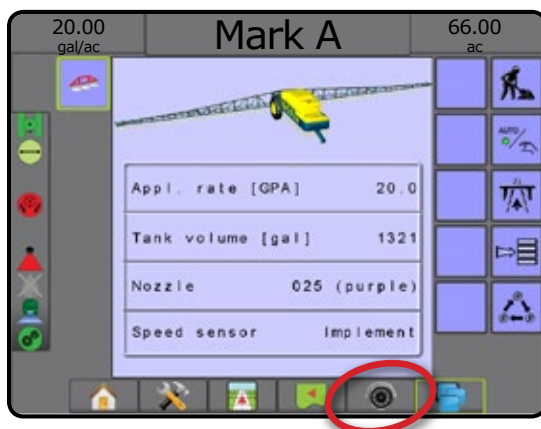 20.00
gal/ac
Mark A
66.00
ac
AUTO
Appl. rate [GPA] 20.0
Tank volume [gal] 1321
Nozzle 025 (purple)
Speed sensor Implement